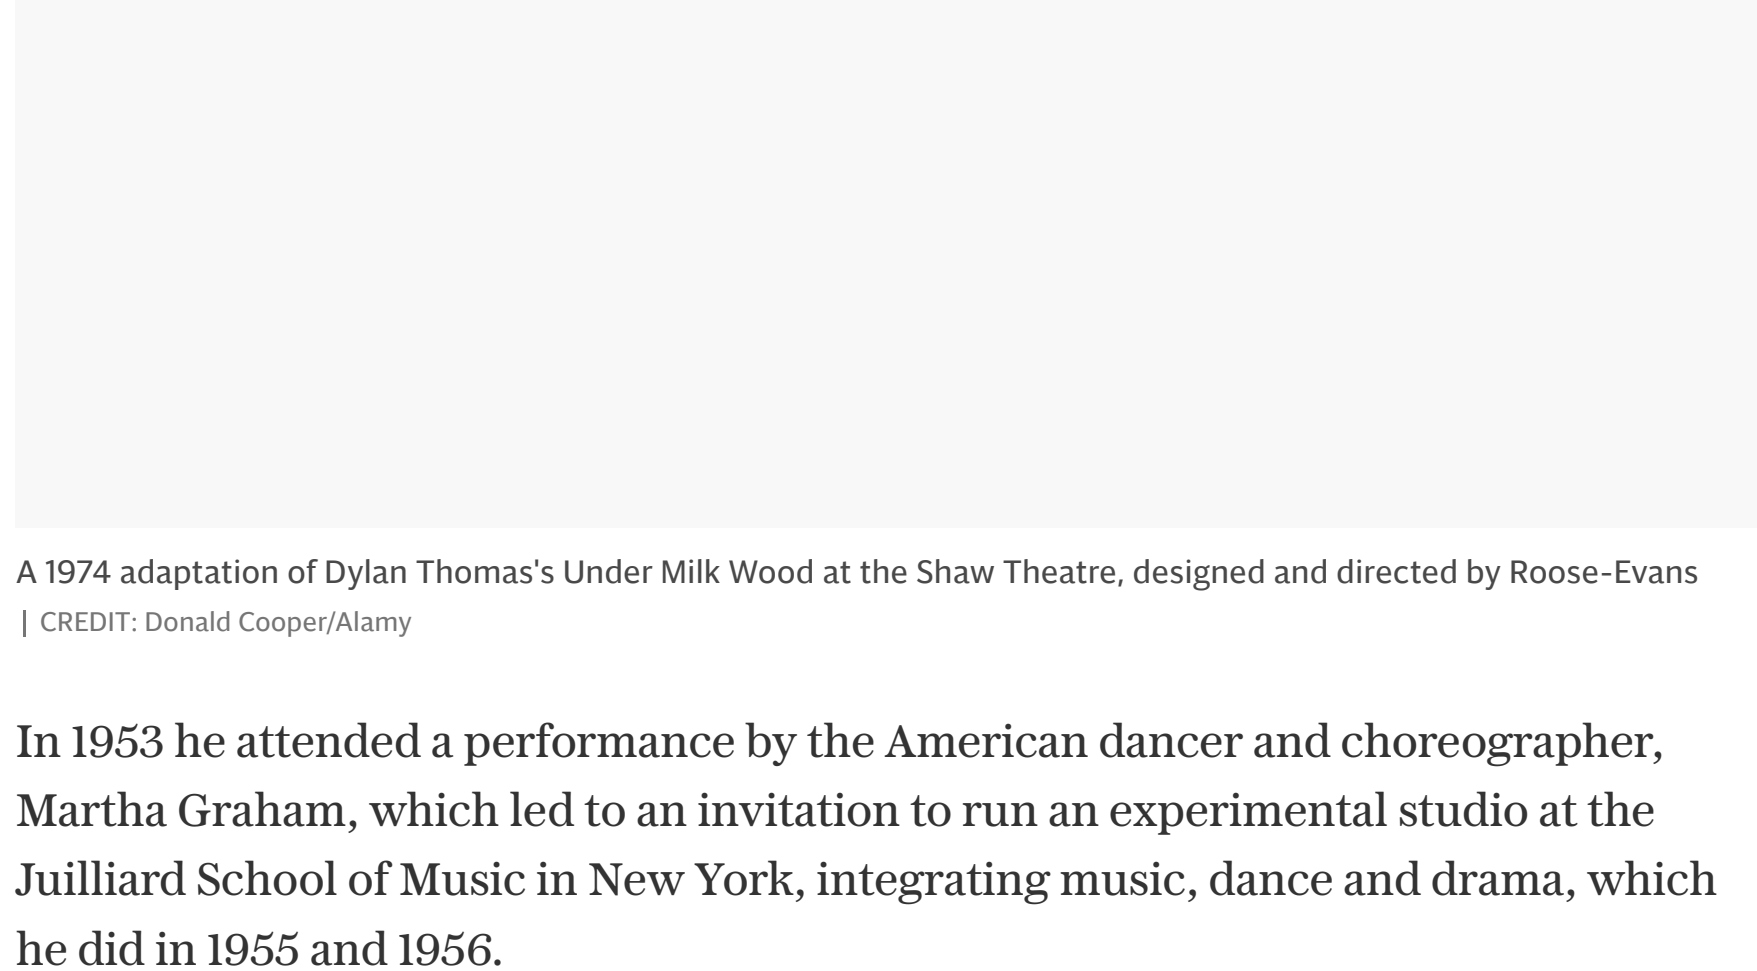 A 1974 adaptation of Dylan Thomas's Under Milk Wood at the Shaw Theatre, designed and directed by Roose-Evans
| CREDIT: Donald Cooper/Alamy
In 1953 he attended a performance by the American dancer and choreographer,
Martha Graham, which led to an invitation to run an experimental studio at the
Juilliard School of Music in New York, integrating music, dance and drama, which
he did in 1955 and 1956.